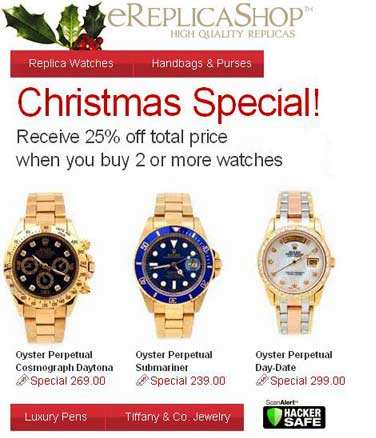 eReplicaShop™
HIGH QUALITY REPLICAS
Replica Watches
Handbags & Purses
Christmas Special!
Receive 25% off total price
when you buy 2 or more watches
Oyster Perpetual
Cosmograph Daytona
Special 269.00
Oyster Perpetual
Submariner
Special 239.00
Oyster Perpetual
Day-Date
Special 299.00
Luxury Pens
Tiffany & Co. Jewelry
ScanAlert™
HACKER
SAFE